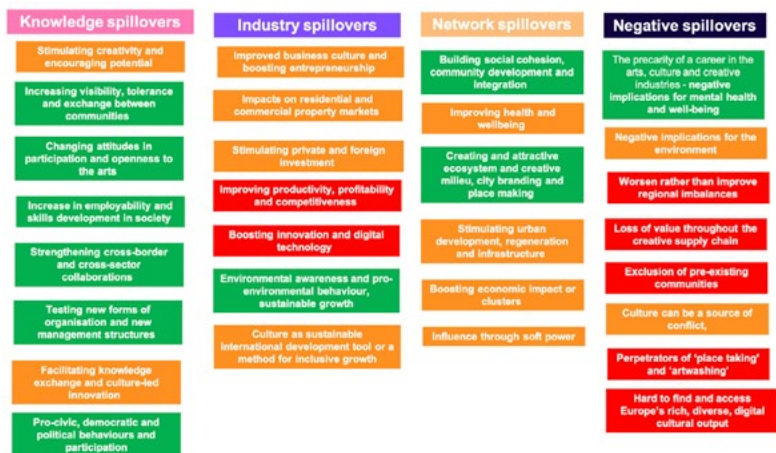 Knowledge spillovers
Stimulating creativity and
encouraging potential
Increasing visibility, tolerance
and exchange between
communities
Changing attitudes in
participation and openness to
the arts
Increase in employability and
skills development in society
Strengthening cross-border
and cross-sector
collaborations
Testing new forms of
organisation and new
management structures
Facilitating knowledge
exchange and culture-led
innovation
Pro-civic, democratic and
political behaviours and
participation
Industry spillovers
Improved business culture and
boosting entrepreneurship
Impacts on residential and
commercial property markets
Stimulating private and foreign
investment
Improving productivity, profitability
and competitiveness
Boosting innovation and digital
technology
Environmental awareness and pro-
environmental behaviour,
sustainable growth
Culture as sustainable
international development tool or a
method for inclusive growth
Network spillovers
Building social cohesion,
community development and
integration
Improving health and
wellbeing
Creating and attractive
ecosystem and creative
milieu, city branding and
place making
Stimulating urban
development, regeneration
and infrastructure
Boosting economic impact or
clusters
Influence through soft power
Negative spillovers
The precarity of a career in the
arts, culture and creative
industries - negative
implications for mental health
and well-being
Negative implications for the
environment
Worsen rather than improve
regional imbalances
Loss of value throughout the
creative supply chain
Exclusion of pre-existing
communities
Culture can be a source of
conflict,
Perpetrators of ‘place taking’
and ‘artwashing’
Hard to find and access
Europe's rich, diverse, digital
cultural output